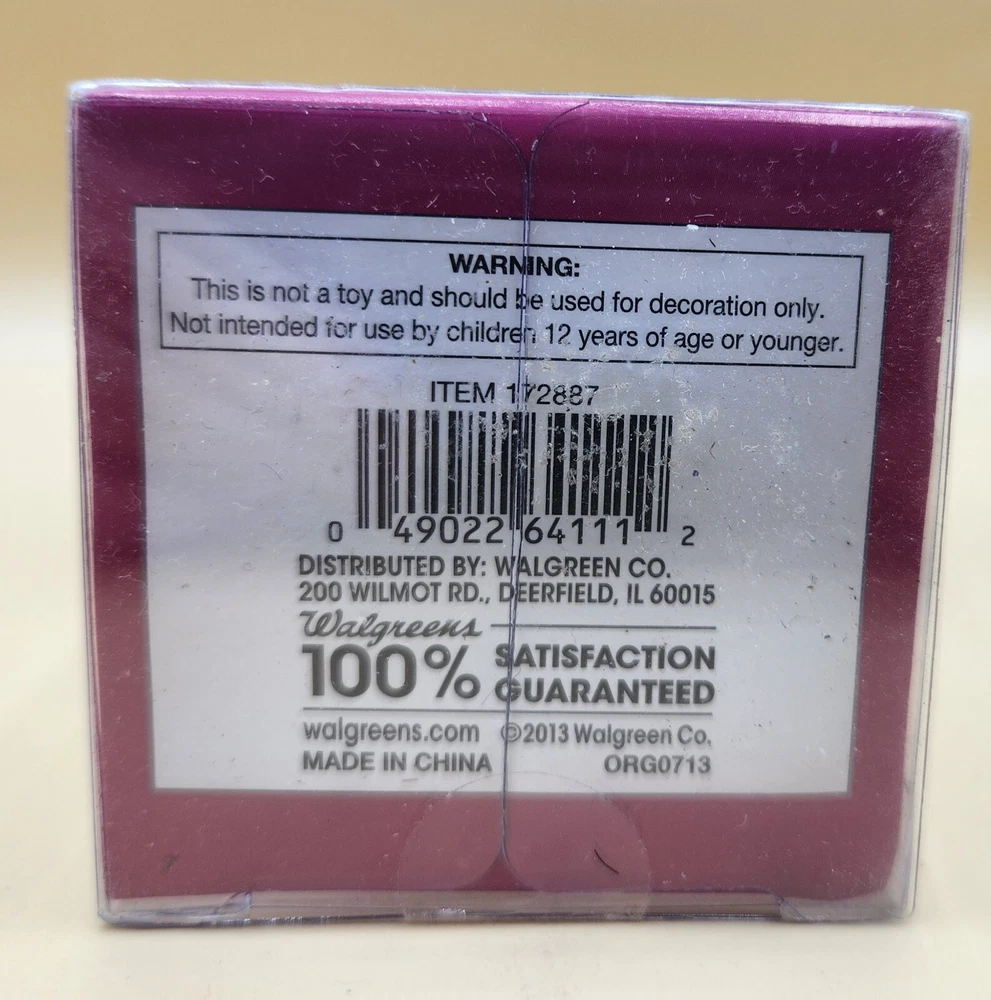 WARNING:
This is not a toy and should be used for decoration only.
Not intended for use by children 12 years of age or younger.
ITEM 172887
0 49022 64111 2
DISTRIBUTED BY: WALGREEN CO.
200 WILMOT RD., DEERFIELD, IL 60015
Walgreens
100% SATISFACTION
GUARANTEED
walgreens.com ©2013 Walgreen Co.
MADE IN CHINA ORG0713